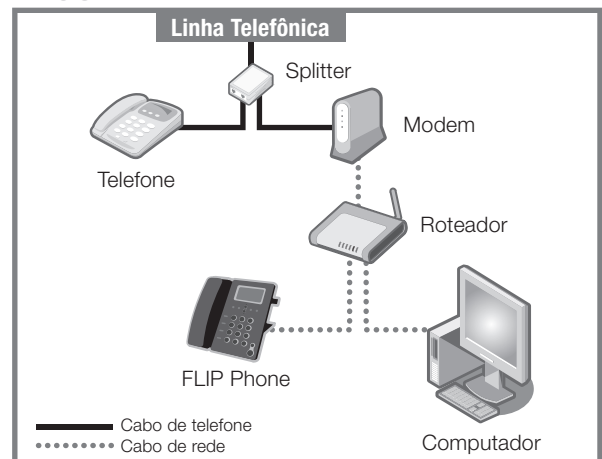 Linha Telefônica
Splitter
Modem
Telefone
Roteador
FLIP Phone
Computador
Cabo de telefone
Cabo de rede